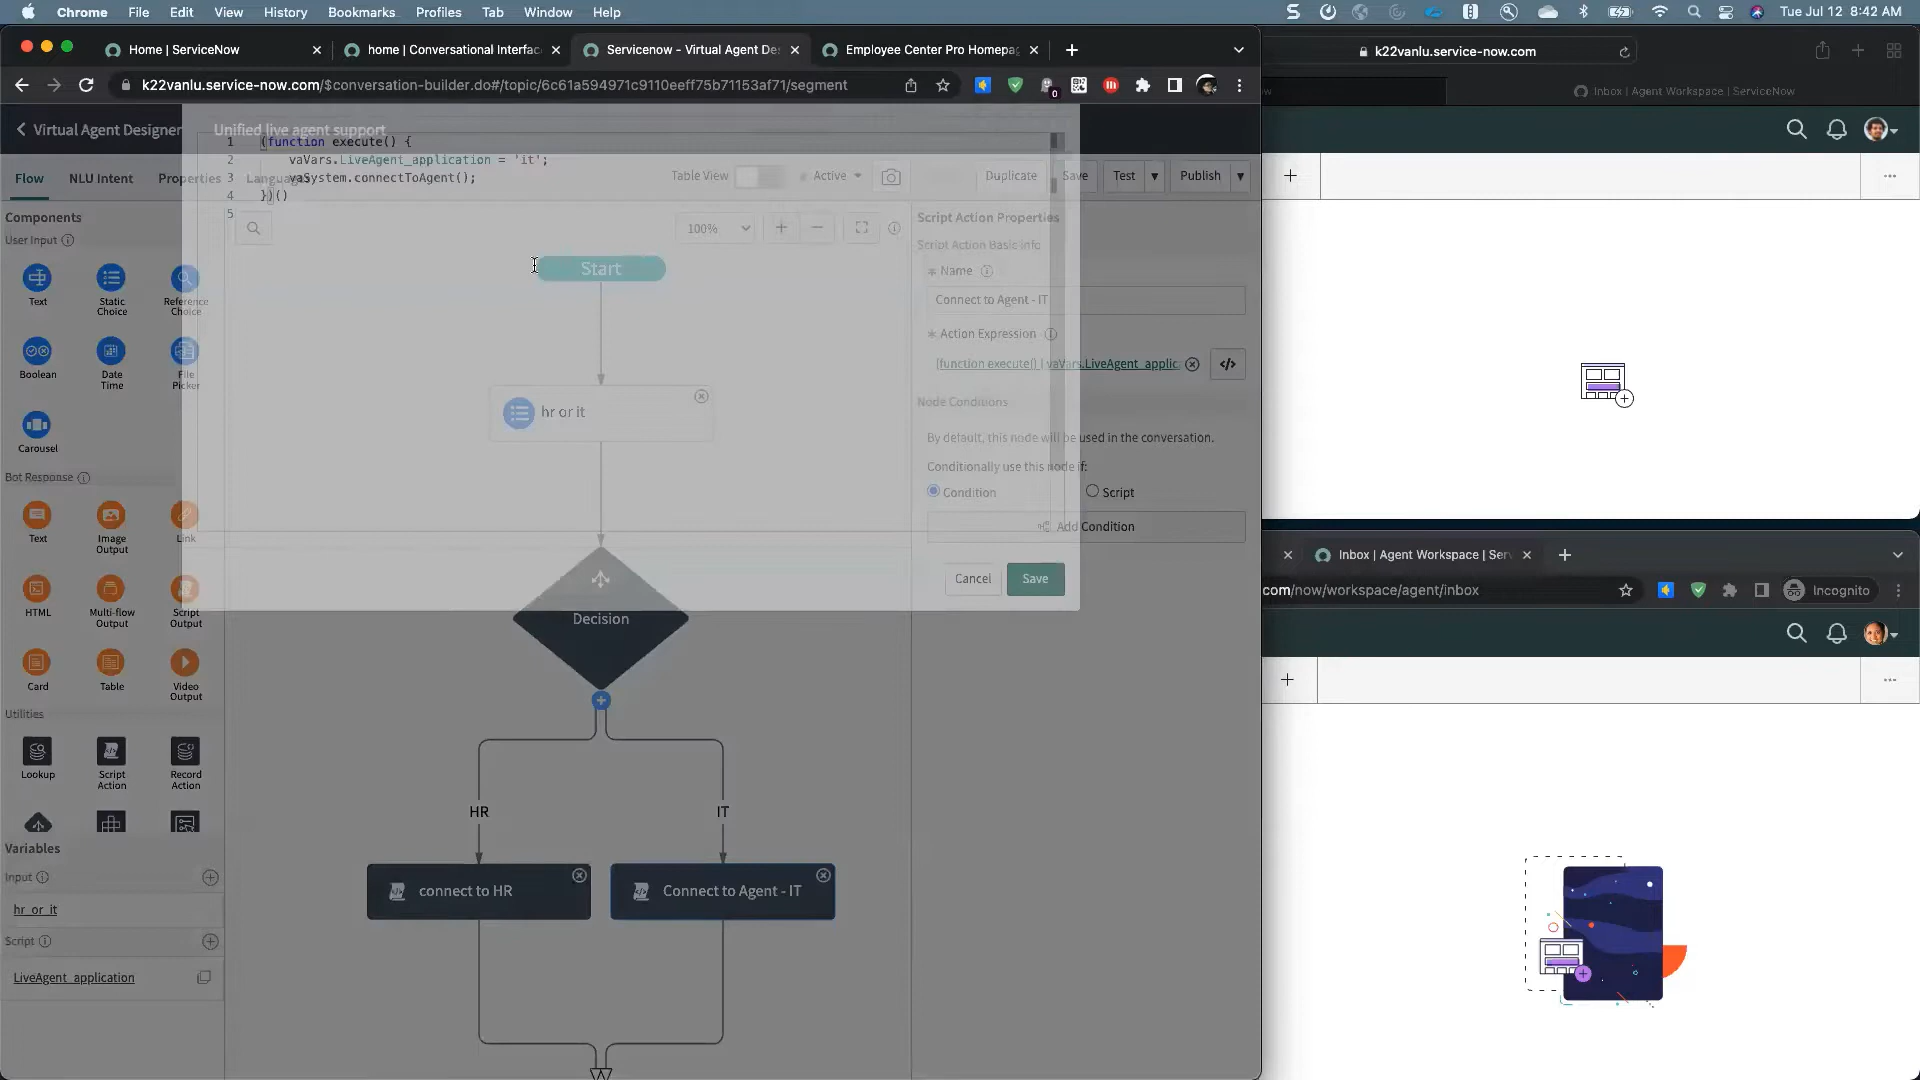 Chrome File Edit View History Bookmarks Profiles Tab Window Help
Tue Jul 12 8:42 AM
Home | ServiceNow
home | Conversational Interfac
Servicenow - Virtual Agent De
Employee Center Pro Homepag
k22vanlu.service-now.com/$conversation-builder.do#/topic/6c61a594971c9110eeff75b71153af71/segment
0
Virtual Agent Designer
Unified live agent support
1 (function execute() {
2 vaVars.LiveAgent_application = 'it';
3 vaSystem.connectToAgent();
4 })()
5
Flow NLU Intent Properties Languages
Table View Active Duplicate Save Test Publish
Components
User Input
Text
Static Choice
Reference Choice
Boolean
Date Time
File Picker
Carousel
Bot Response
Text
Image Output
Link
HTML
Multi-flow Output
Script Output
Card
Table
Video Output
Utilities
Lookup
Script Action
Record Action
Variables
Input
hr_or_it
Script
LiveAgent_application
100%
Start
hr or it
Decision
HR
IT
connect to HR
Connect to Agent - IT
Script Action Properties
Script Action Basic Info
Name
Connect to Agent - IT
Action Expression
(function execute() { vaVars.LiveAgent_applic
Node Conditions
By default, this node will be used in the conversation.
Conditionally use this node if:
Condition
Script
Add Condition
Cancel
Save
k22vanlu.service-now.com
Inbox | Agent Workspace | ServiceNow
Inbox | Agent Workspace | Serv
com/now/workspace/agent/inbox
Incognito